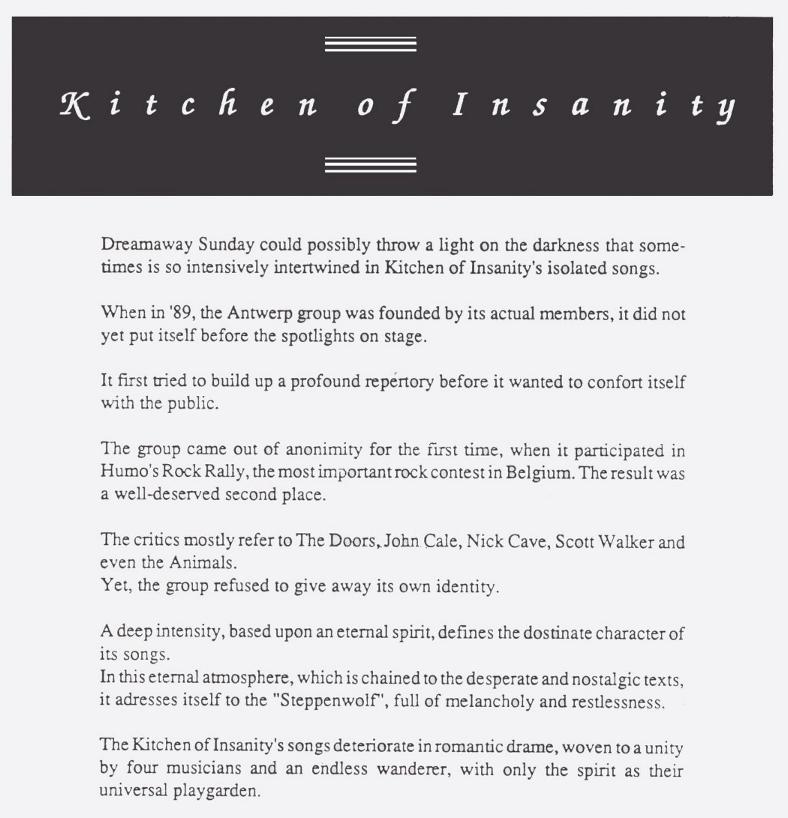 Kitchen of Insanity
Dreamaway Sunday could possibly throw a light on the darkness that some-
times is so intensively intertwined in Kitchen of Insanity's isolated songs.
When in '89, the Antwerp group was founded by its actual members, it did not
yet put itself before the spotlights on stage.
It first tried to build up a profound repértory before it wanted to confort itself
with the public.
The group came out of anonimity for the first time, when it participated in
Humo's Rock Rally, the most important rock contest in Belgium. The result was
a well-deserved second place.
The critics mostly refer to The Doors, John Cale, Nick Cave, Scott Walker and
even the Animals.
Yet, the group refused to give away its own identity.
A deep intensity, based upon an eternal spirit, defines the dostinate character of
its songs.
In this eternal atmosphere, which is chained to the desperate and nostalgic texts,
it adresses itself to the "Steppenwolf", full of melancholy and restlessness.
The Kitchen of Insanity's songs deteriorate in romantic drame, woven to a unity
by four musicians and an endless wanderer, with only the spirit as their
universal playgarden.